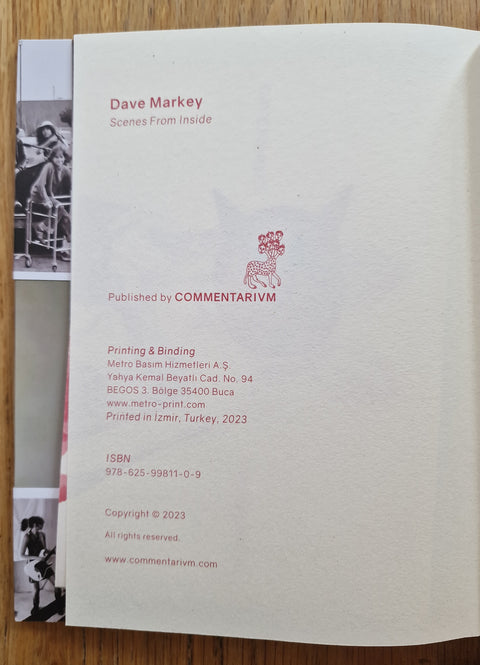 Dave Markey
Scenes From Inside
Published by COMMENTARIVM
Printing & Binding
Metro Basım Hizmetleri A.Ş.
Yahya Kemal Beyatlı Cad. No. 94
BEGOS 3. Bölge 35400 Buca
www.metro-print.com
Printed in İzmir, Turkey, 2023
ISBN
978-625-99811-0-9
Copyright © 2023
All rights reserved.
www.commentarivm.com